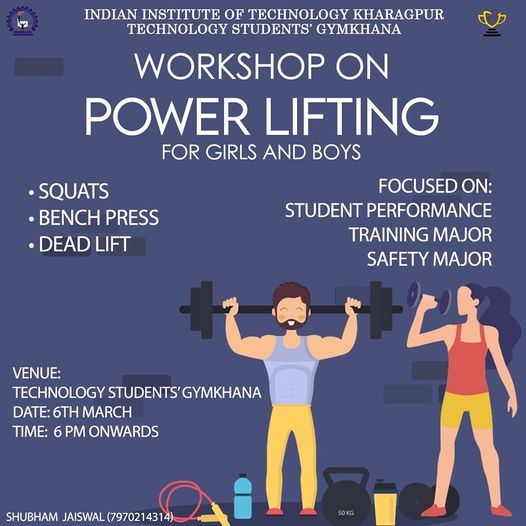 INDIAN INSTITUTE OF TECHNOLOGY KHARAGPUR
TECHNOLOGY STUDENTS' GYMKHANA
WORKSHOP ON
POWER LIFTING
FOR GIRLS AND BOYS
• SQUATS
• BENCH PRESS
• DEAD LIFT
FOCUSED ON:
STUDENT PERFORMANCE
TRAINING MAJOR
SAFETY MAJOR
VENUE:
TECHNOLOGY STUDENTS' GYMKHANA
DATE: 6TH MARCH
TIME: 6 PM ONWARDS
50 KG
SHUBHAM JAISWAL (7970214314)